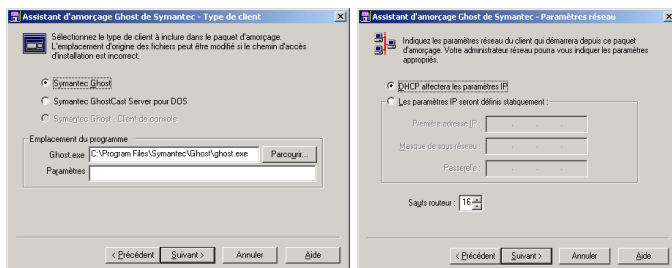 Assistant d'amorçage Ghost de Symantec - Type de client
Sélectionnez le type de client à inclure dans le paquet d'amorçage.
L'emplacement d'origine des fichiers peut être modifié si le chemin d'accès
d'installation est incorrect.
Symantec Ghost
Symantec GhostCast Server pour DOS
Symantec Ghost - Client de console
Emplacement du programme
Ghost.exe C:\Program Files\Symantec\Ghost\ghost.exe Parcourir...
Paramètres
< Précédent Suivant > Annuler Aide
Assistant d'amorçage Ghost de Symantec - Paramètres réseau
Indiquez les paramètres réseau du client qui démarrera depuis ce paquet
d'amorçage. Votre administrateur réseau pourra vous indiquer les paramètres
appropriés.
DHCP affectera les paramètres IP
Les paramètres IP seront définis statiquement :
Première adresse IP :
Masque de sous-réseau :
Passerelle :
Sauts routeur : 16
< Précédent Suivant > Annuler Aide